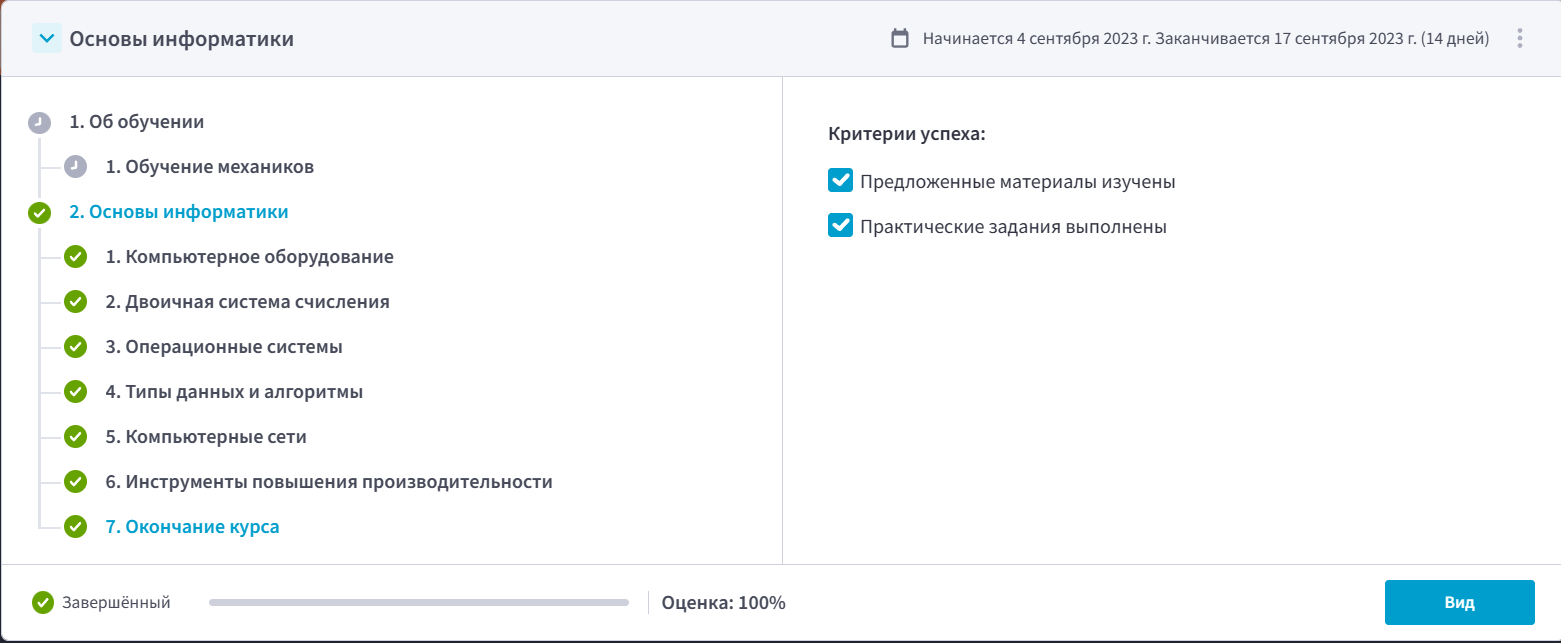 Основы информатики
Начинается 4 сентября 2023 г. Заканчивается 17 сентября 2023 г. (14 дней)
1. Об обучении
1. Обучение механиков
2. Основы информатики
1. Компьютерное оборудование
2. Двоичная система счисления
3. Операционные системы
4. Типы данных и алгоритмы
5. Компьютерные сети
6. Инструменты повышения производительности
7. Окончание курса
Критерии успеха:
Предложенные материалы изучены
Практические задания выполнены
Завершённый
Оценка: 100%
Вид